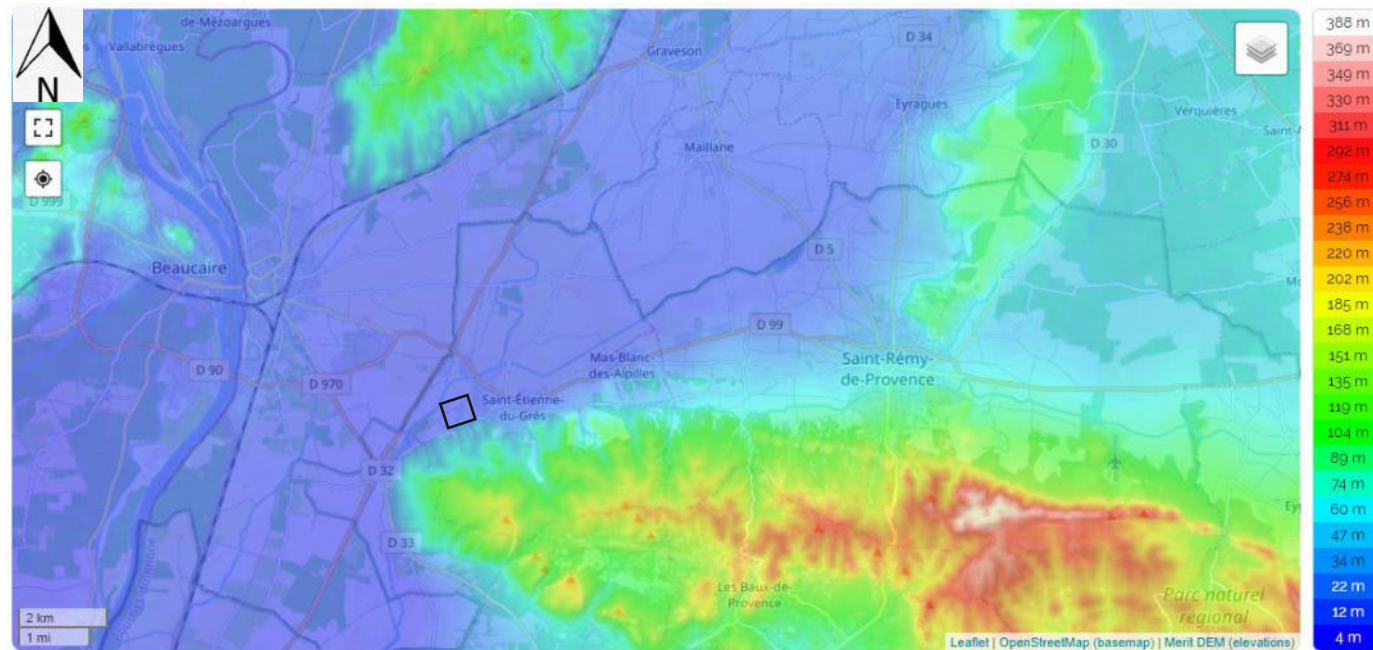 de-Mézoargues
Vallabrègues
N
D 999
Beaucaire
Graveson
D 34
Eyragues
Verquières
Saint-A
Maillane
D 30
D 5
D 90
D 970
D 99
Mas-Blanc-
des-Alpilles
Saint-Rémy-
de-Provence
Saint-Étienne-
du-Grès
D 32
D 33
Les Baux-de-
Provence
Parc naturel
régional
2 km
1 mi
Leaflet | OpenStreetMap (basemap) | Merit DEM (elevations)
388 m
369 m
349 m
330 m
311 m
292 m
274 m
256 m
238 m
220 m
202 m
185 m
168 m
151 m
135 m
119 m
104 m
89 m
74 m
60 m
47 m
34 m
22 m
12 m
4 m